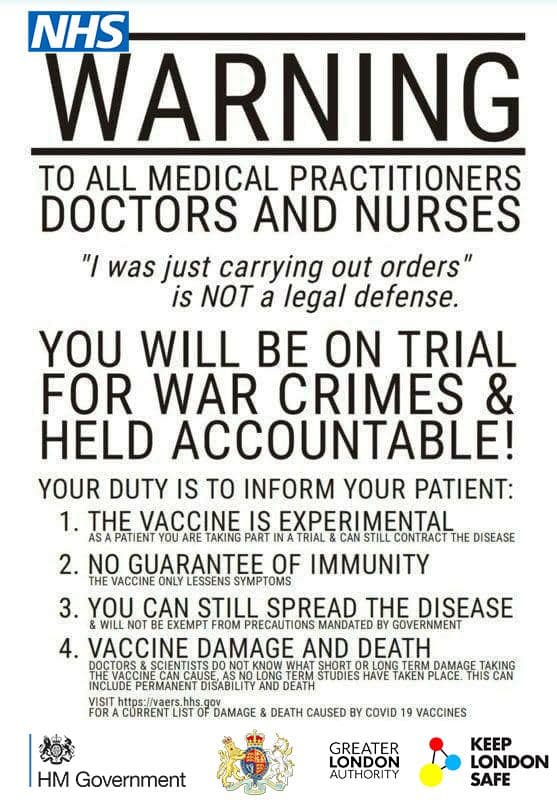 NHS
WARNING
TO ALL MEDICAL PRACTITIONERS
DOCTORS AND NURSES
"I was just carrying out orders"
is NOT a legal defense.
YOU WILL BE ON TRIAL
FOR WAR CRIMES &
HELD ACCOUNTABLE!
YOUR DUTY IS TO INFORM YOUR PATIENT:
1. THE VACCINE IS EXPERIMENTAL
AS A PATIENT YOU ARE TAKING PART IN A TRIAL & CAN STILL CONTRACT THE DISEASE
2. NO GUARANTEE OF IMMUNITY
THE VACCINE ONLY LESSENS SYMPTOMS
3. YOU CAN STILL SPREAD THE DISEASE
& WILL NOT BE EXEMPT FROM PRECAUTIONS MANDATED BY GOVERNMENT
4. VACCINE DAMAGE AND DEATH
DOCTORS & SCIENTISTS DO NOT KNOW WHAT SHORT OR LONG TERM DAMAGE TAKING
THE VACCINE CAN CAUSE, AS NO LONG TERM STUDIES HAVE TAKEN PLACE. THIS CAN
INCLUDE PERMANENT DISABILITY AND DEATH
VISIT https://vaers.hhs.gov
FOR A CURRENT LIST OF DAMAGE & DEATH CAUSED BY COVID 19 VACCINES
HM Government
GREATER
LONDON
AUTHORITY
KEEP
LONDON
SAFE